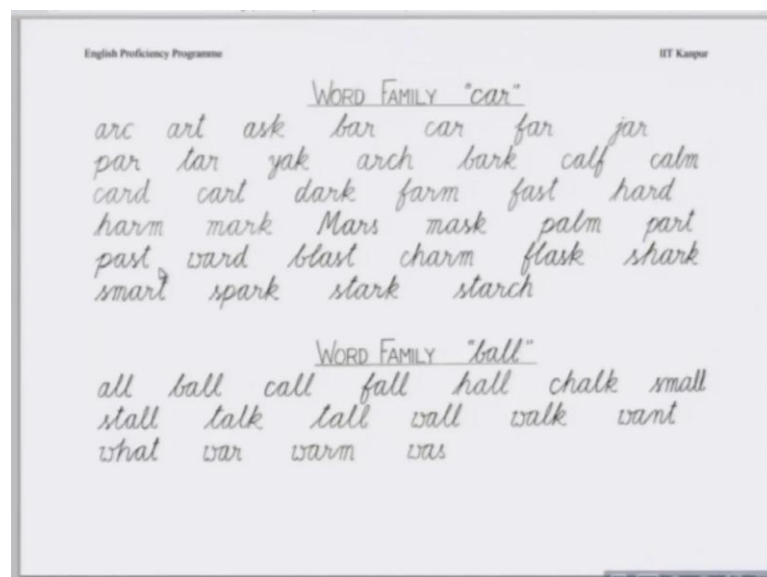 English Proficiency Programme IIT Kanpur
WORD FAMILY "car"
arc art ask bar car far jar
par tar yak arch bark calf calm
card cart dark farm fast hard
harm mark Mars mask palm part
past ward blast charm flask shark
smart spark stark starch
WORD FAMILY "ball"
all ball call fall hall chalk small
stall talk tall wall walk want
what war warm was